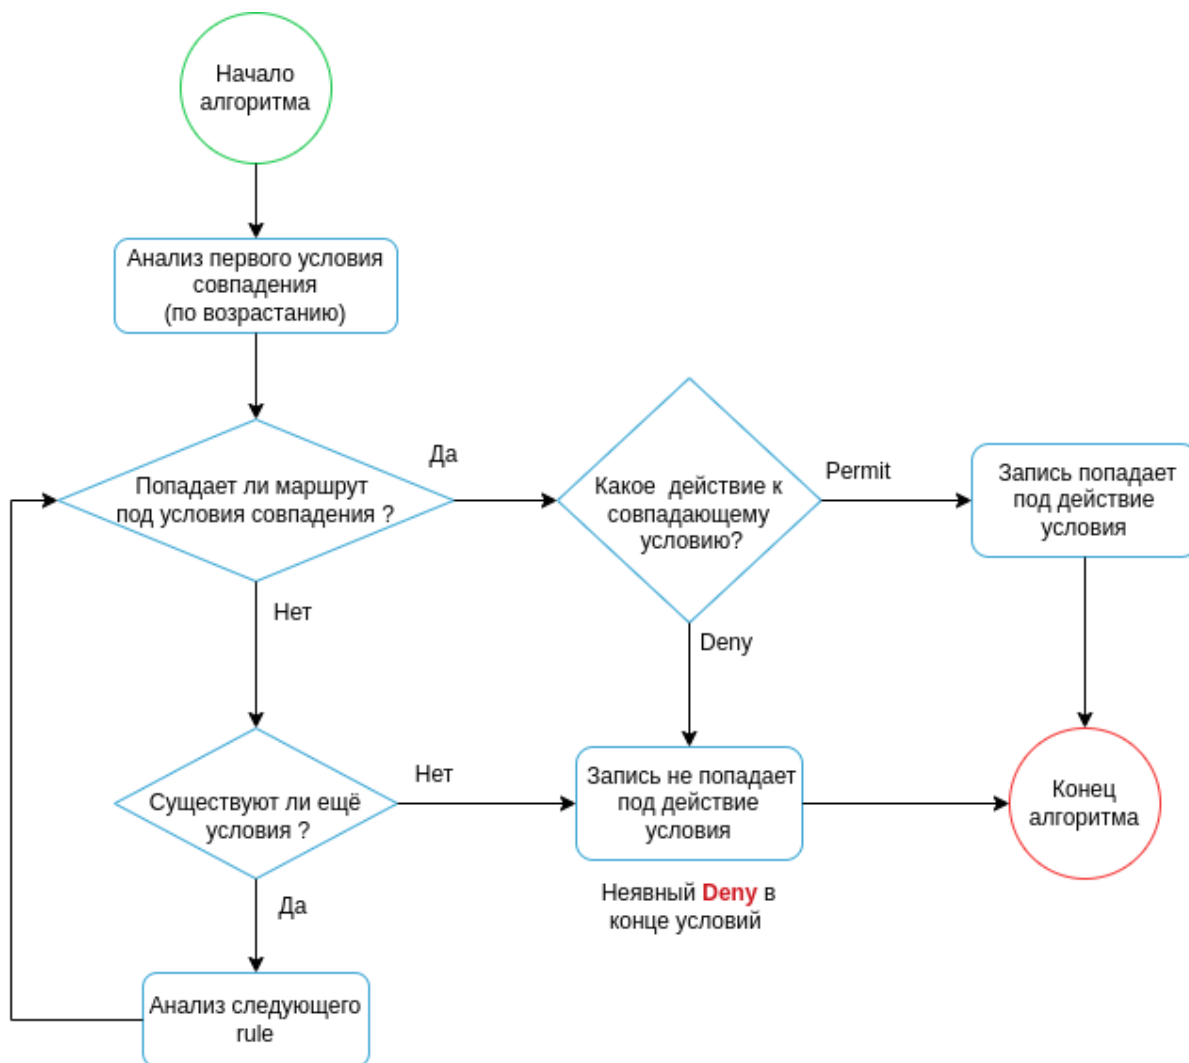 Начало
алгоритма
Анализ первого условия
совпадения
(по возрастанию)
Попадает ли маршрут
под условия совпадения ?
Да
Какое действие к
совпадающему
условию?
Permit
Запись попадает
под действие
условия
Нет
Deny
Существуют ли ещё
условия ?
Нет
Запись не попадает
под действие
условия
Конец
алгоритма
Неявный Deny в
конце условий
Да
Анализ следующего
rule